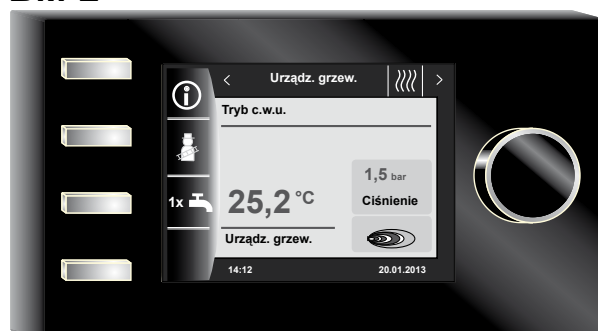 < Urządz. grzew. >
Tryb c.w.u.
1x
25,2 °C
1,5 bar
Ciśnienie
Urządz. grzew.
14:12 20.01.2013